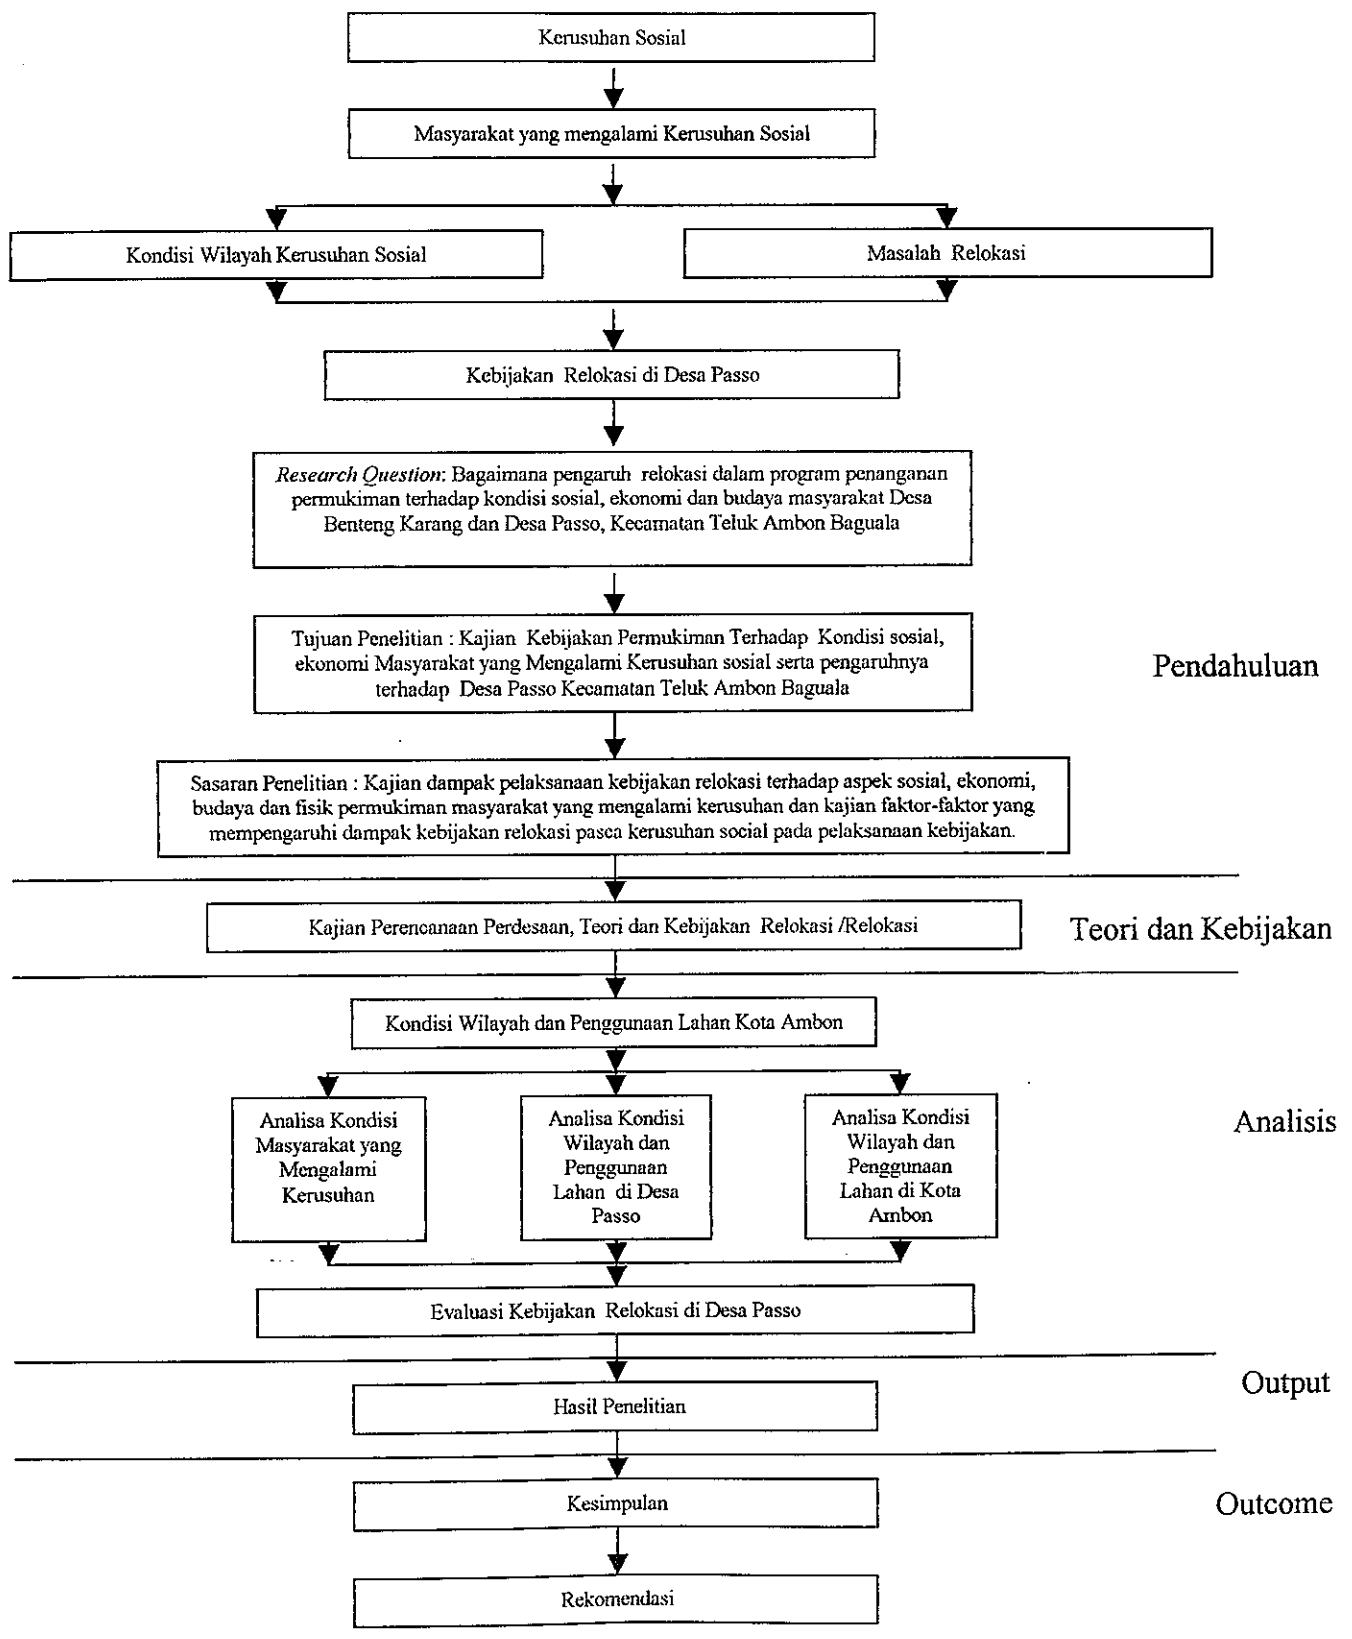 Kerusuhan Sosial
Masyarakat yang mengalami Kerusuhan Sosial
Kondisi Wilayah Kerusuhan Sosial
Masalah Relokasi
Kebijakan Relokasi di Desa Passo
Research Question: Bagaimana pengaruh relokasi dalam program penanganan
permukiman terhadap kondisi sosial, ekonomi dan budaya masyarakat Desa
Benteng Karang dan Desa Passo, Kecamatan Teluk Ambon Baguala
Tujuan Penelitian : Kajian Kebijakan Permukiman Terhadap Kondisi sosial,
ekonomi Masyarakat yang Mengalami Kerusuhan sosial serta pengaruhnya
terhadap Desa Passo Kecamatan Teluk Ambon Baguala
Pendahuluan
Sasaran Penelitian : Kajian dampak pelaksanaan kebijakan relokasi terhadap aspek sosial, ekonomi,
budaya dan fisik permukiman masyarakat yang mengalami kerusuhan dan kajian faktor-faktor yang
mempengaruhi dampak kebijakan relokasi pasca kerusuhan social pada pelaksanaan kebijakan.
Kajian Perencanaan Perdesaan, Teori dan Kebijakan Relokasi /Relokasi
Teori dan Kebijakan
Kondisi Wilayah dan Penggunaan Lahan Kota Ambon
Analisa Kondisi
Masyarakat yang
Mengalami
Kerusuhan
Analisa Kondisi
Wilayah dan
Penggunaan
Lahan di Desa
Passo
Analisa Kondisi
Wilayah dan
Penggunaan
Lahan di Kota
Ambon
Analisis
Evaluasi Kebijakan Relokasi di Desa Passo
Output
Hasil Penelitian
Kesimpulan
Outcome
Rekomendasi